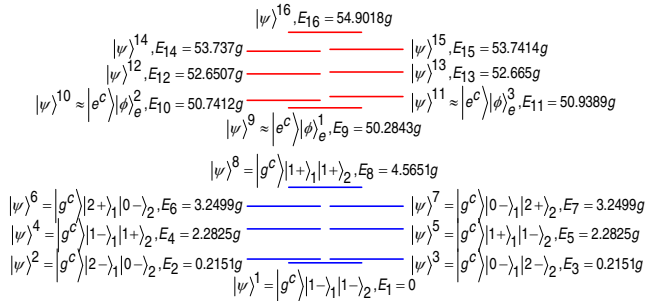 |ψ⟩^16, E_16 = 54.9018g
|ψ⟩^14, E_14 = 53.737g
|ψ⟩^15, E_15 = 53.7414g
|ψ⟩^12, E_12 = 52.6507g
|ψ⟩^13, E_13 = 52.665g
|ψ⟩^10 ≈ |e^c⟩|ϕ⟩_e^2, E_10 = 50.7412g
|ψ⟩^11 ≈ |e^c⟩|ϕ⟩_e^3, E_11 = 50.9389g
|ψ⟩^9 ≈ |e^c⟩|ϕ⟩_e^1, E_9 = 50.2843g
|ψ⟩^8 = |g^c⟩|1+⟩_1|1+⟩_2, E_8 = 4.5651g
|ψ⟩^6 = |g^c⟩|2+⟩_1|0−⟩_2, E_6 = 3.2499g
|ψ⟩^7 = |g^c⟩|0−⟩_1|2+⟩_2, E_7 = 3.2499g
|ψ⟩^4 = |g^c⟩|1−⟩_1|1+⟩_2, E_4 = 2.2825g
|ψ⟩^5 = |g^c⟩|1+⟩_1|1−⟩_2, E_5 = 2.2825g
|ψ⟩^2 = |g^c⟩|2−⟩_1|0−⟩_2, E_2 = 0.2151g
|ψ⟩^3 = |g^c⟩|0−⟩_1|2−⟩_2, E_3 = 0.2151g
|ψ⟩^1 = |g^c⟩|1−⟩_1|1−⟩_2, E_1 = 0